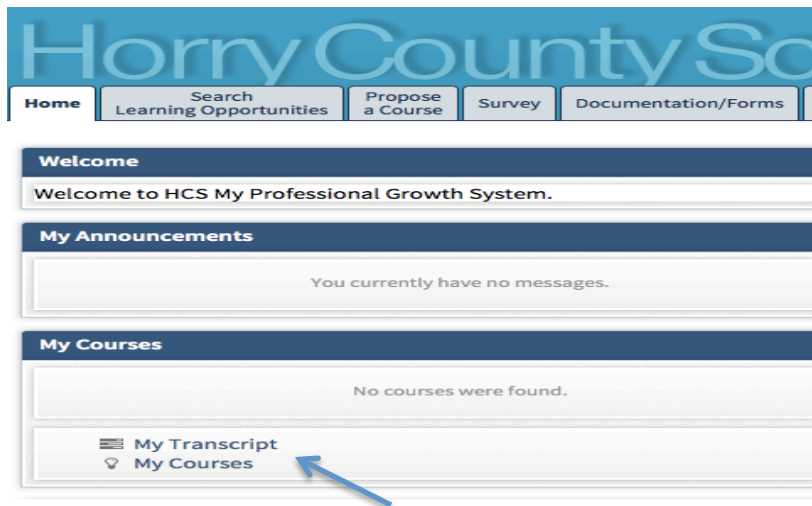 Horry County Sc
Home
Search
Learning Opportunities
Propose
a Course
Survey
Documentation/Forms
Welcome
Welcome to HCS My Professional Growth System.
My Announcements
You currently have no messages.
My Courses
No courses were found.
My Transcript
My Courses